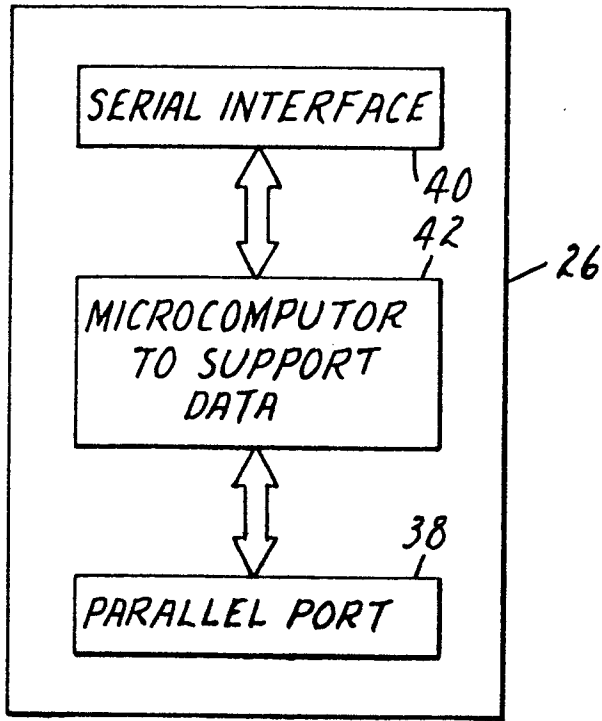 SERIAL INTERFACE
40
42
26
MICROCOMPUTOR
TO SUPPORT
DATA
38
PARALLEL PORT